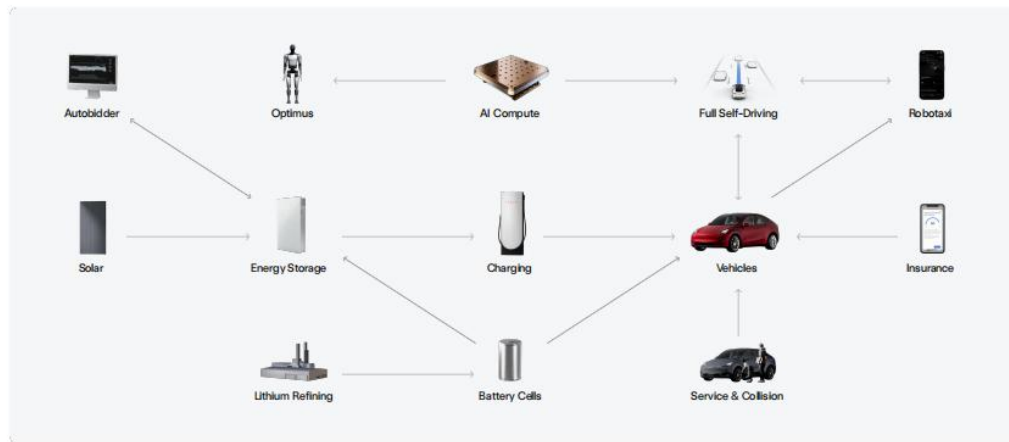 Autobidder
Optimus
AI Compute
Full Self-Driving
Robotaxi
Solar
Energy Storage
Charging
Vehicles
Insurance
Lithium Refining
Battery Cells
Service & Collision